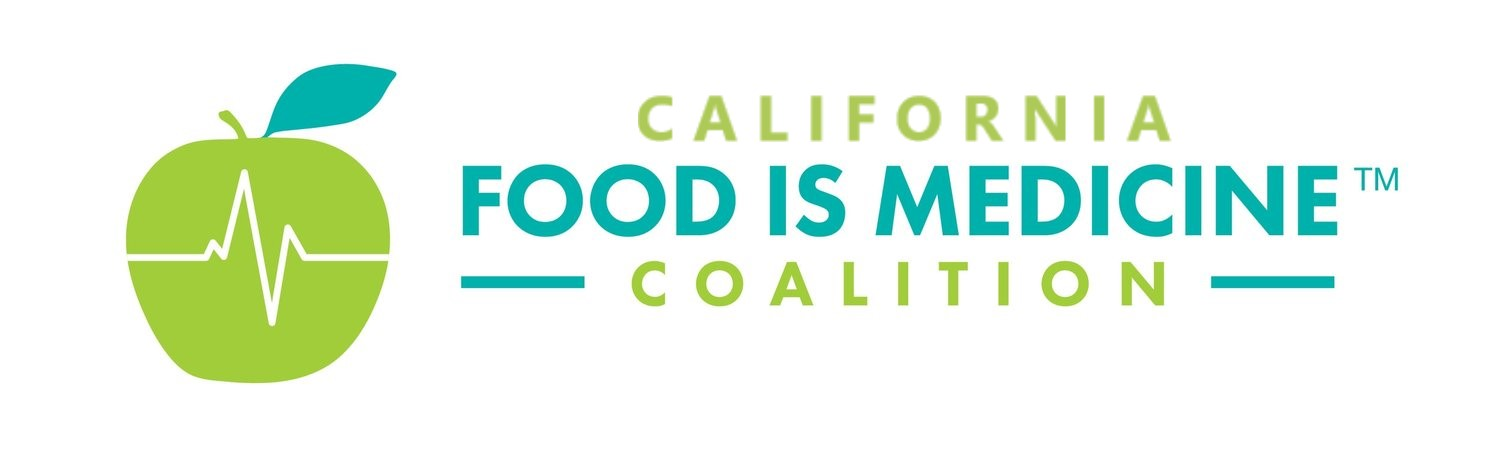 CALIFORNIA
FOOD IS MEDICINE™
COALITION